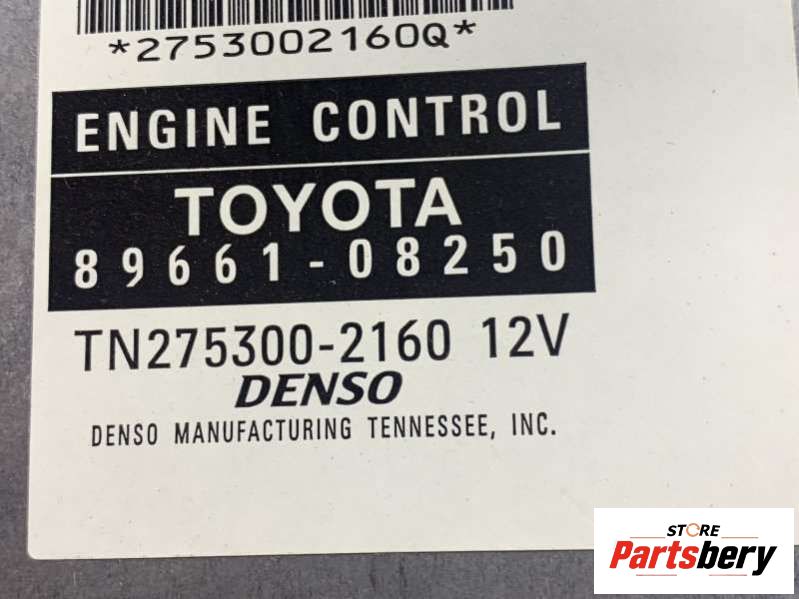 *2753002160Q*
ENGINE CONTROL
TOYOTA
89661-08250
TN275300-2160 12V
DENSO
DENSO MANUFACTURING TENNESSEE, INC.
STORE
Partsbery